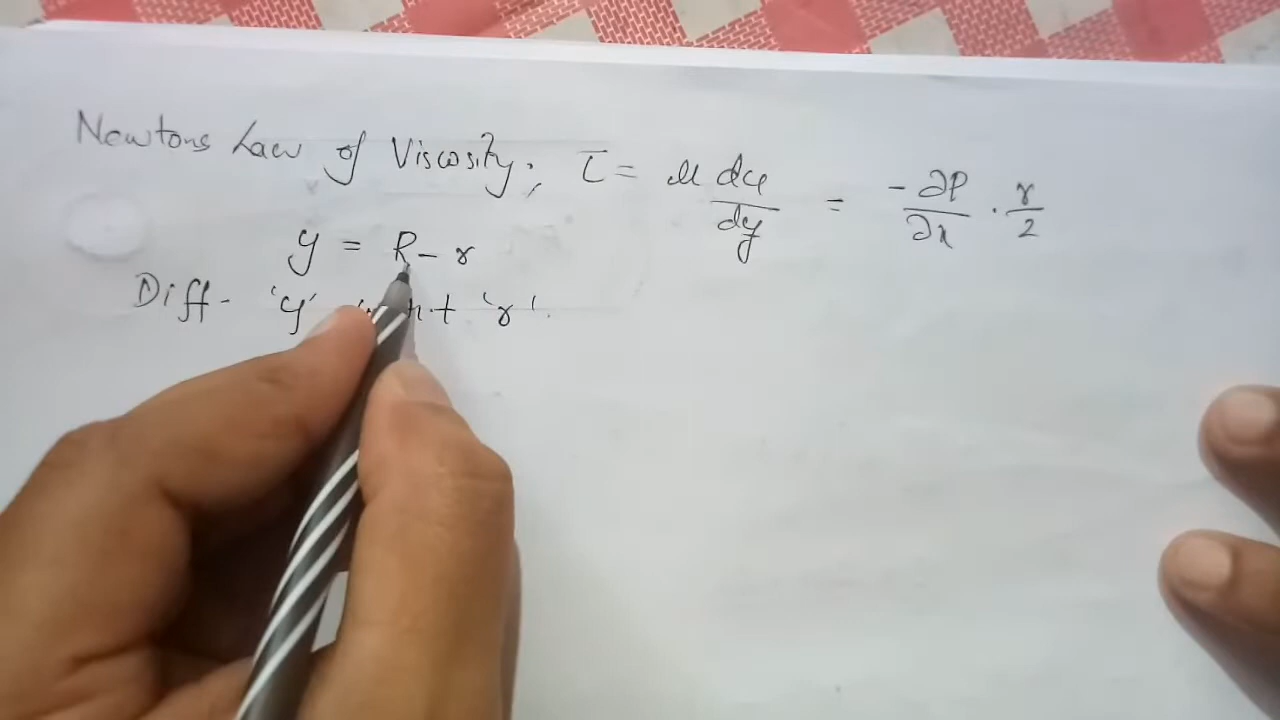 Newtons Law of Viscosity; τ = μ du/dy = -∂P/∂x · r/2
y = R - r
Diff- 'y' w.r.t 'r'.